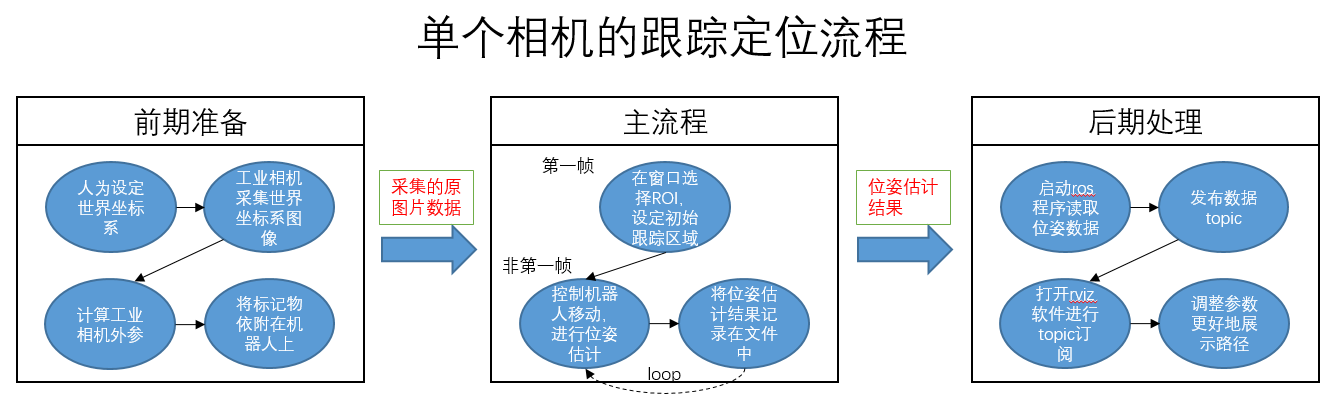 单个相机的跟踪定位流程
前期准备
人为设定
世界坐标
系
工业相机
采集世界
坐标系图
像
计算工业
相机外参
将标记物
依附在机
器人上
采集的原
图片数据
主流程
第一帧
在窗口选
择ROI,
设定初始
跟踪区域
非第一帧
控制机器
人移动,
进行位姿
估计
将位姿估
计结果记
录在文件
中
loop
位姿估计
结果
后期处理
启动ros
程序读取
位姿数据
发布数据
topic
打开rviz
软件进行
topic订
阅
调整参数
更好地展
示路径